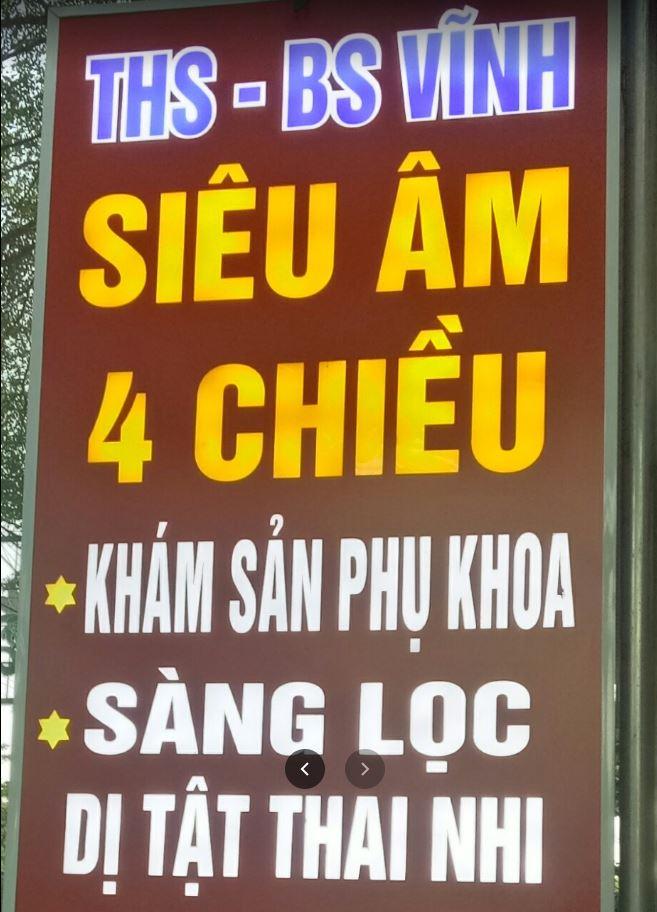 THS - BS VĨNH
SIÊU ÂM
4 CHIỀU
KHÁM SẢN PHỤ KHOA
SÀNG LỌC
DỊ TẬT THAI NHI